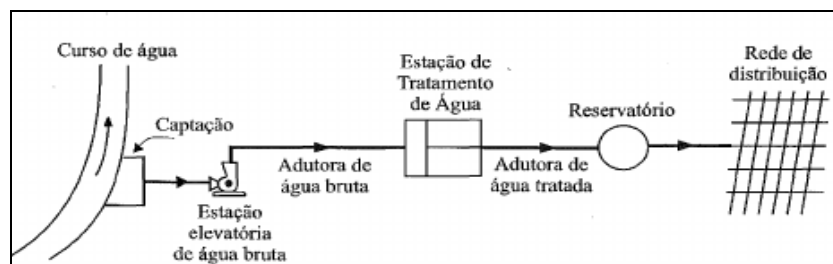 Curso de água
Captação
Estação
elevatória
de água bruta
Adutora de
água bruta
Estação de
Tratamento
de Água
Adutora de
água tratada
Reservatório
Rede de
distribuição